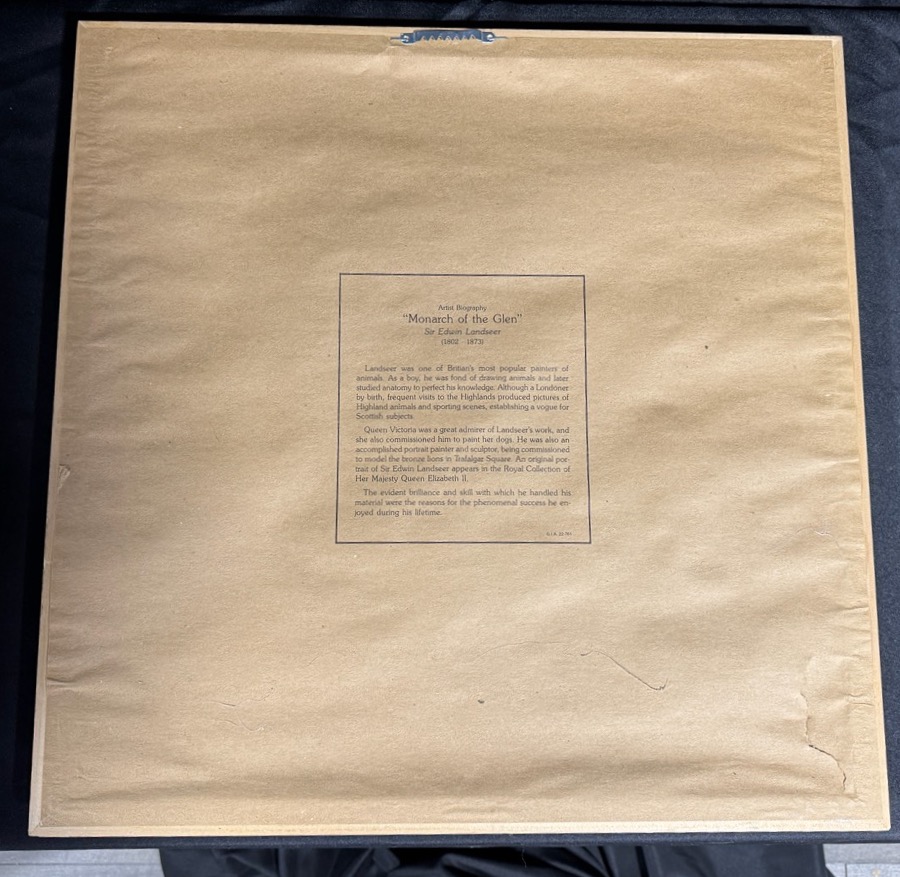 Artist Biography
"Monarch of the Glen"
Sir Edwin Landseer
(1802 - 1873)
Landseer was one of Britian's most popular painters of
animals. As a boy, he was fond of drawing animals and later
studied anatomy to perfect his knowledge. Although a Londoner
by birth, frequent visits to the Highlands produced pictures of
Highland animals and sporting scenes, establishing a vogue for
Scottish subjects.
Queen Victoria was a great admirer of Landseer's work, and
she also commissioned him to paint her dogs. He was also an
accomplished portrait painter and sculptor, being commissioned
to model the bronze lions in Trafalgar Square. An original por-
trait of Sir Edwin Landseer appears in the Royal Collection of
Her Majesty Queen Elizabeth II.
The evident brilliance and skill with which he handled his
material were the reasons for the phenomenal success he en-
joyed during his lifetime.